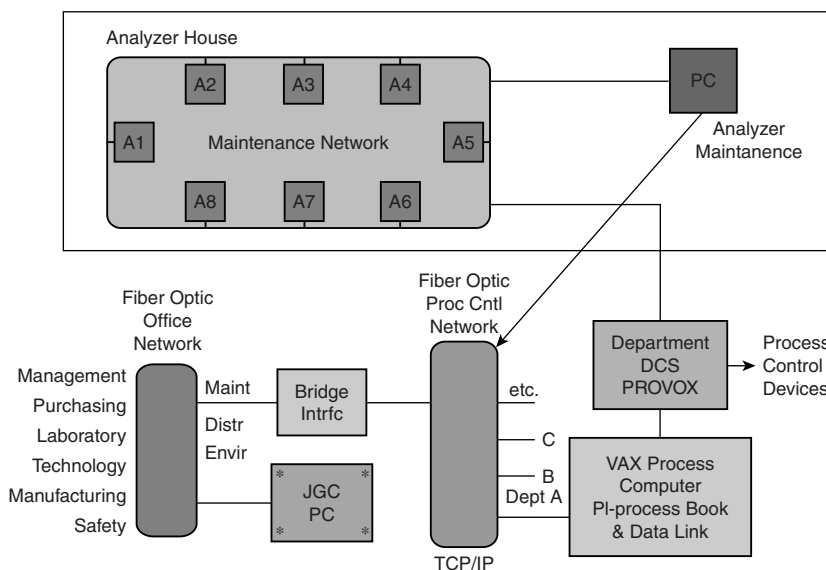 Analyzer House
A2
A3
A4
PC
A1
Maintenance Network
A5
Analyzer
Maintanence
A8
A7
A6
Fiber Optic
Office
Network
Fiber Optic
Proc Cntl
Network
Department
DCS
PROVOX
Process
Control
Devices
Management
Purchasing
Laboratory
Technology
Manufacturing
Safety
Maint
Distr
Envir
Bridge
Intrfc
* *
JGC
PC
* *
etc.
C
B
Dept A
VAX Process
Computer
PI-process Book
& Data Link
TCP/IP